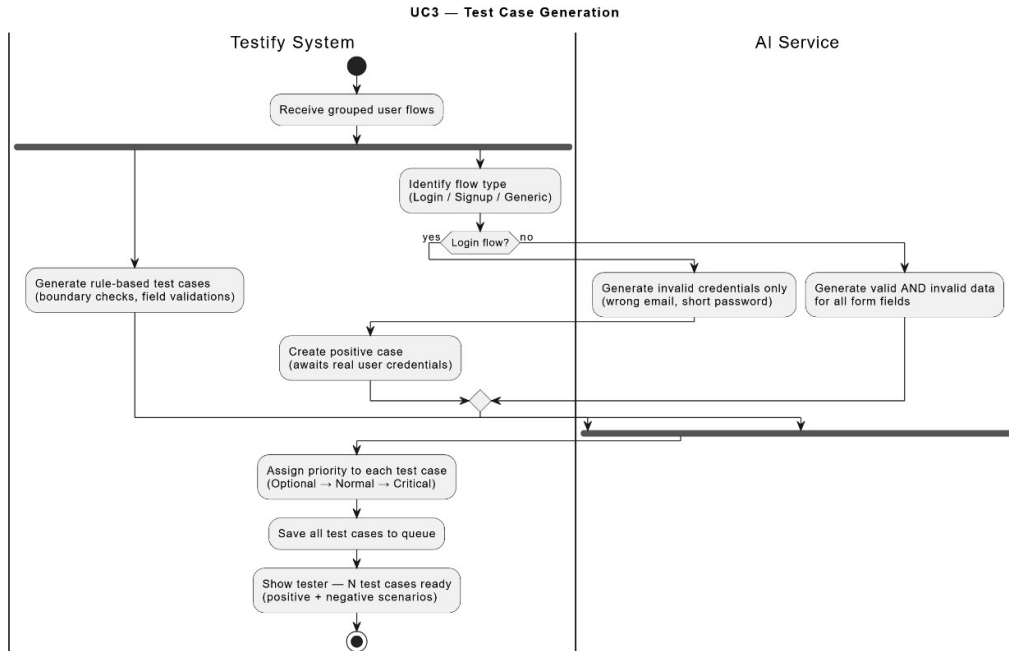 UC3 — Test Case Generation
Testify System
AI Service
Receive grouped user flows
Identify flow type
(Login / Signup / Generic)
yes
Login flow?
no
Generate rule-based test cases
(boundary checks, field validations)
Generate invalid credentials only
(wrong email, short password)
Generate valid AND invalid data
for all form fields
Create positive case
(awaits real user credentials)
Assign priority to each test case
(Optional → Normal → Critical)
Save all test cases to queue
Show tester — N test cases ready
(positive + negative scenarios)